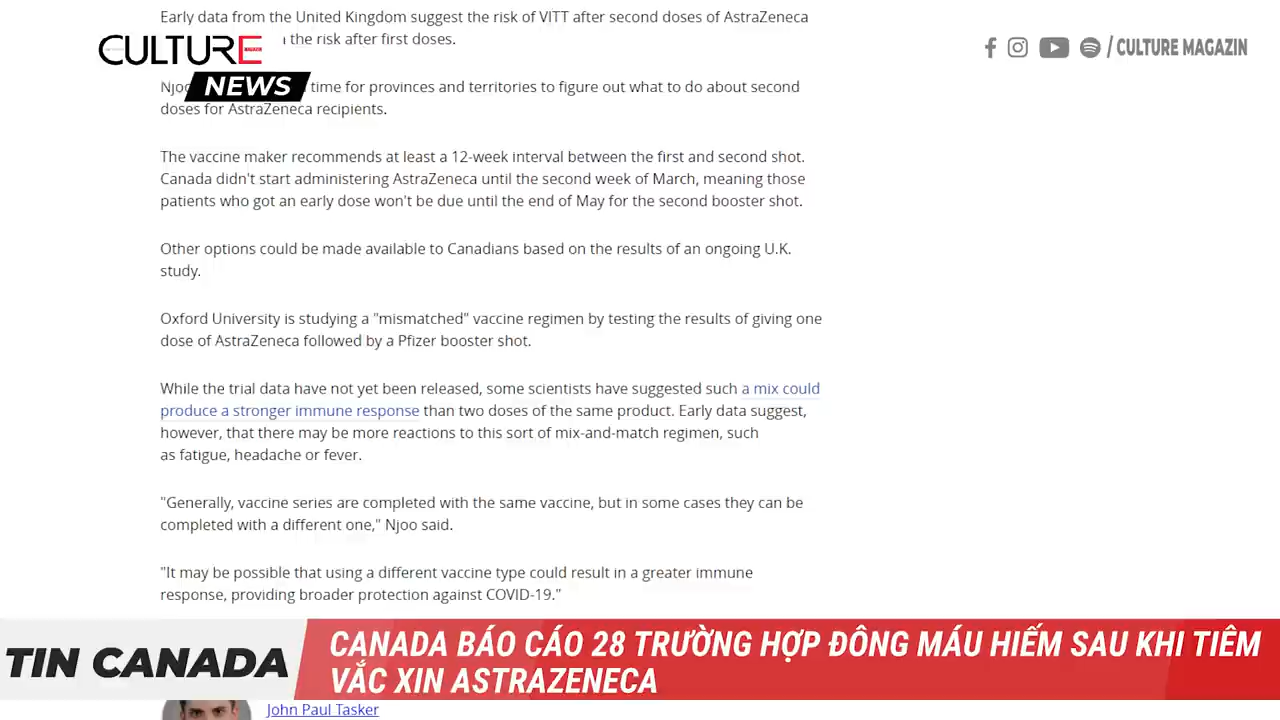 Early data from the United Kingdom suggest the risk of VITT after second doses of AstraZeneca
the risk after first doses.
CULTURE
NEWS
/ CULTURE MAGAZIN
time for provinces and territories to figure out what to do about second
doses for AstraZeneca recipients.
The vaccine maker recommends at least a 12-week interval between the first and second shot.
Canada didn't start administering AstraZeneca until the second week of March, meaning those
patients who got an early dose won't be due until the end of May for the second booster shot.
Other options could be made available to Canadians based on the results of an ongoing U.K.
study.
Oxford University is studying a "mismatched" vaccine regimen by testing the results of giving one
dose of AstraZeneca followed by a Pfizer booster shot.
While the trial data have not yet been released, some scientists have suggested such a mix could
produce a stronger immune response than two doses of the same product. Early data suggest,
however, that there may be more reactions to this sort of mix-and-match regimen, such
as fatigue, headache or fever.
"Generally, vaccine series are completed with the same vaccine, but in some cases they can be
completed with a different one," Njoo said.
"It may be possible that using a different vaccine type could result in a greater immune
response, providing broader protection against COVID-19."
TIN CANADA
CANADA BÁO CÁO 28 TRƯỜNG HỢP ĐÔNG MÁU HIẾM SAU KHI TIÊM
VẮC XIN ASTRAZENECA
John Paul Tasker